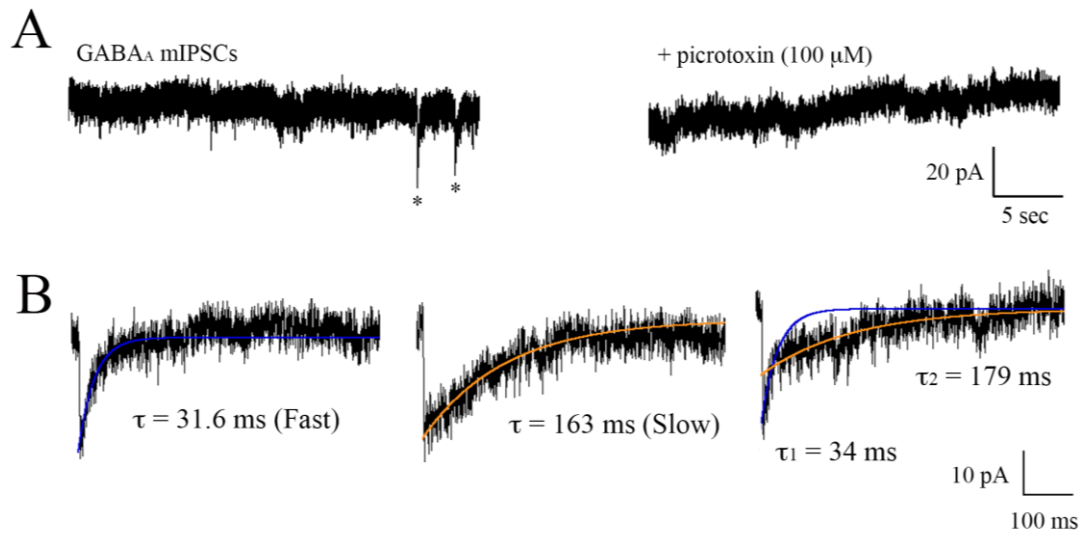 A
GABAA mIPSCs
+ picrotoxin (100 μM)
* *
20 pA
5 sec
B
τ = 31.6 ms (Fast)
τ = 163 ms (Slow)
τ2 = 179 ms
τ1 = 34 ms
10 pA
100 ms